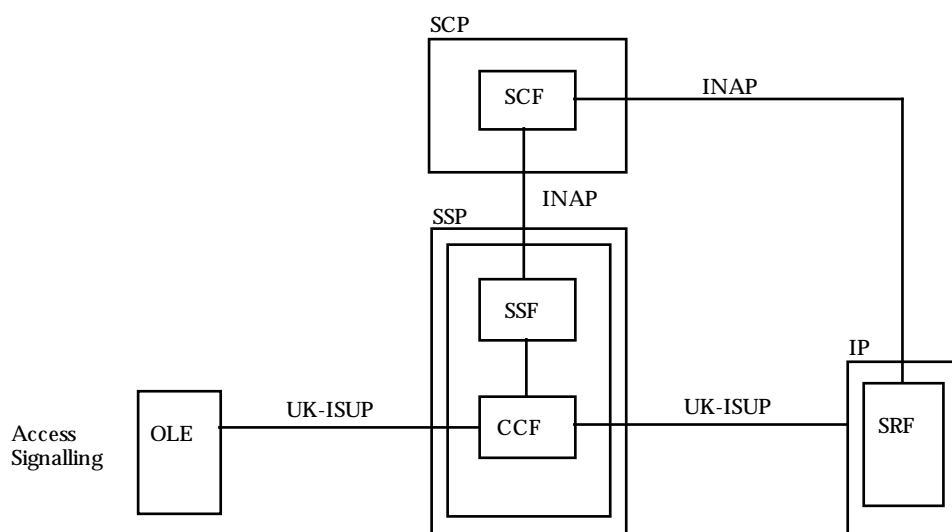 SCP
SCF
INAP
INAP
SSP
SSF
IP
UK-ISUP
UK-ISUP
Access
Signalling
OLE
CCF
SRF